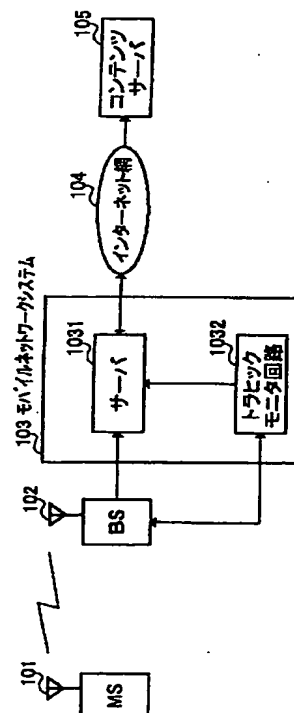 101
MS
102
BS
103 モバイルネットワークシステム
1031
サーバ
1032
トラヒック
モニタ回路
104
インターネット網
105
コンテンツ
サーバ